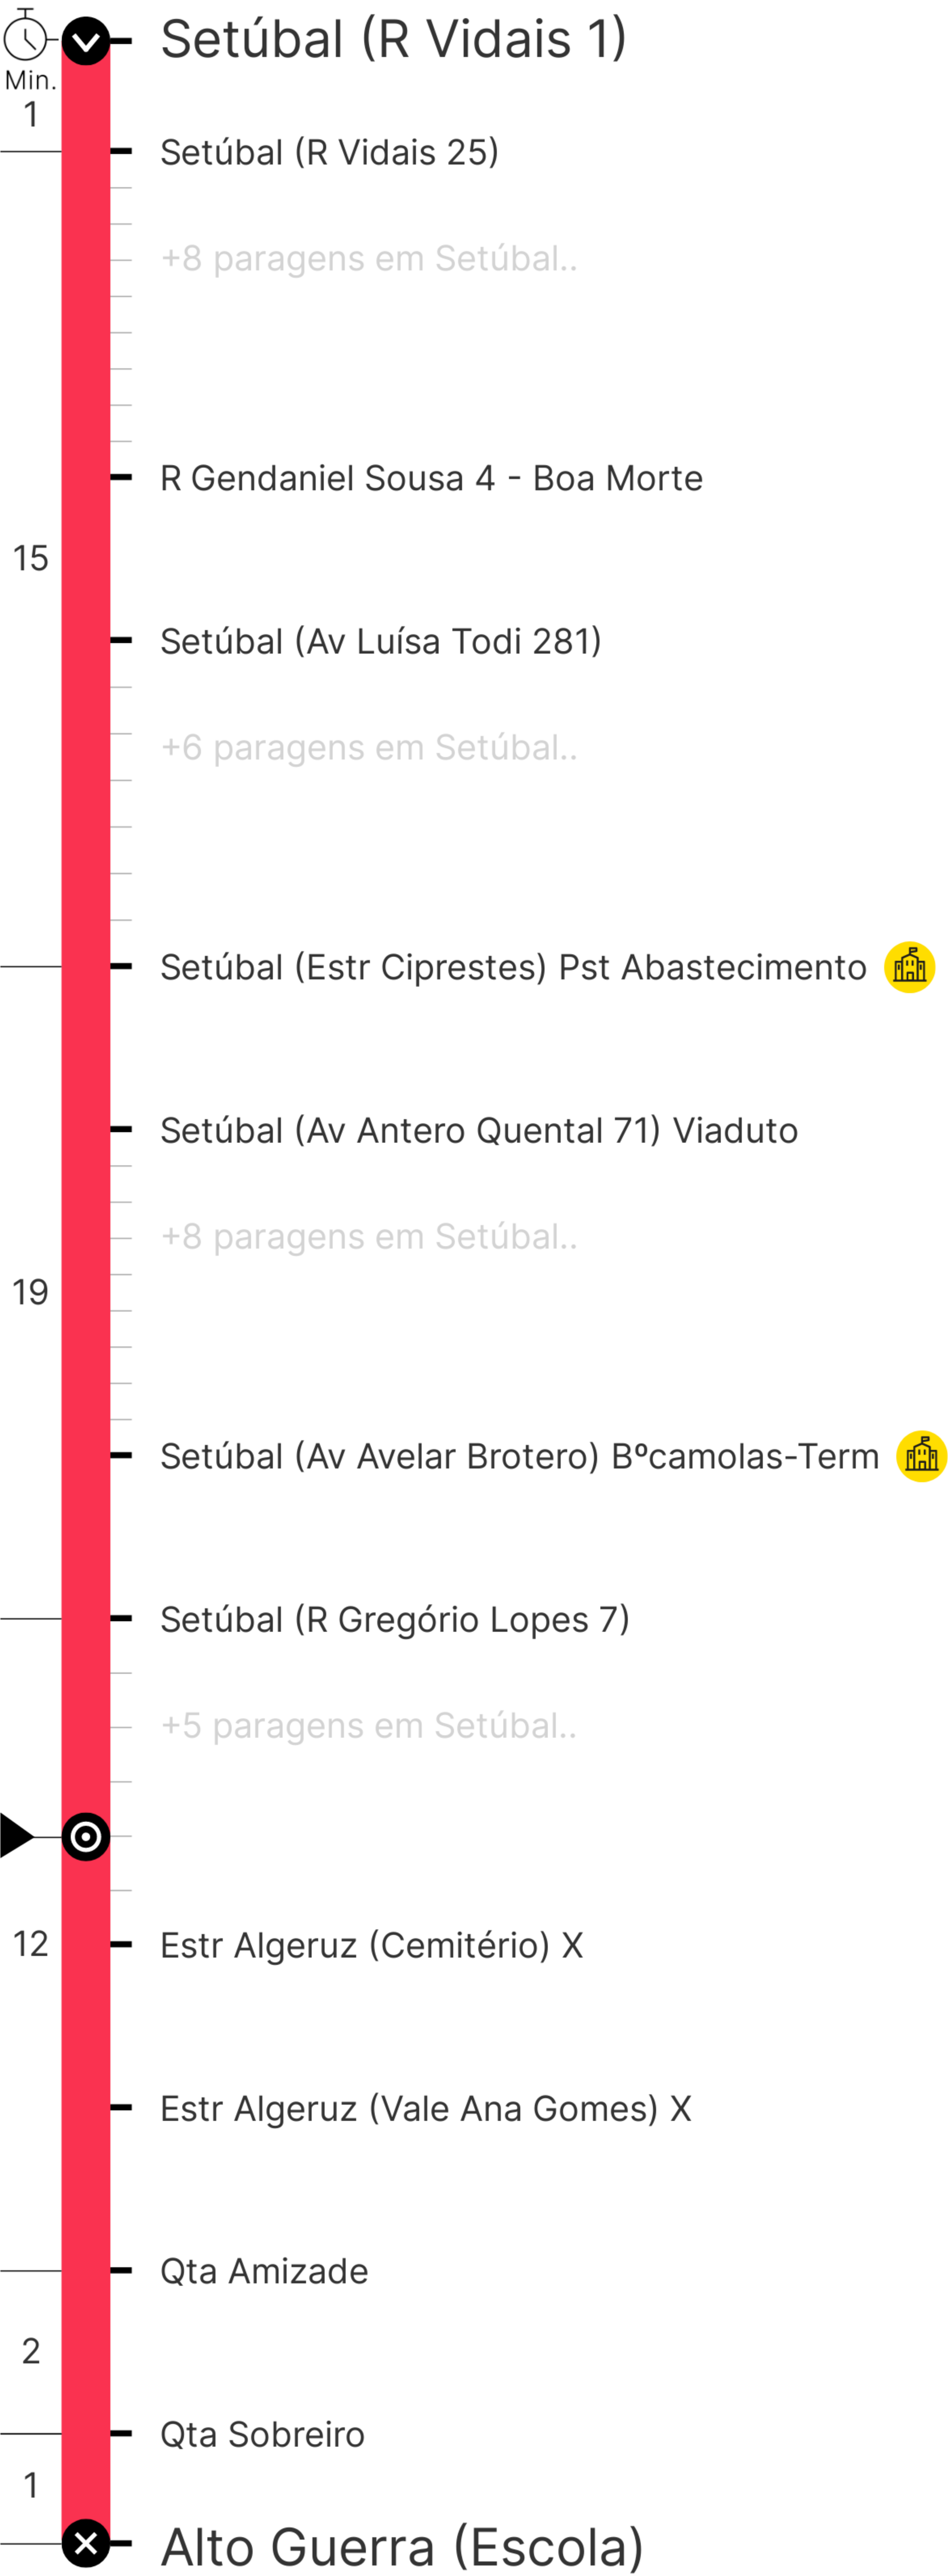 Setúbal (R Vidais 1)
Min.
1
Setúbal (R Vidais 25)
+8 paragens em Setúbal..
R Gendaniel Sousa 4 - Boa Morte
15
Setúbal (Av Luísa Todi 281)
+6 paragens em Setúbal..
Setúbal (Estr Ciprestes) Pst Abastecimento
Setúbal (Av Antero Quental 71) Viaduto
+8 paragens em Setúbal..
19
Setúbal (Av Avelar Brotero) Bºcamolas-Term
Setúbal (R Gregório Lopes 7)
+5 paragens em Setúbal..
12
Estr Algeruz (Cemitério) X
Estr Algeruz (Vale Ana Gomes) X
Qta Amizade
2
Qta Sobreiro
1
Alto Guerra (Escola)